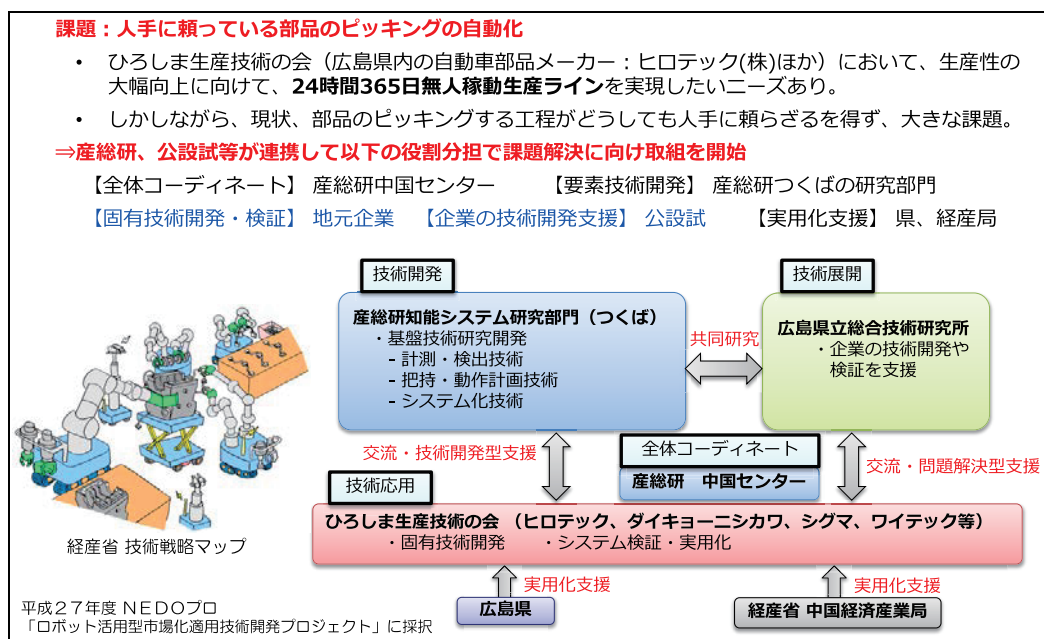 課題：人手に頼っている部品のピッキングの自動化
• ひろしま生産技術の会（広島県内の自動車部品メーカー：ヒロテック(株)ほか）において、生産性の
大幅向上に向けて、24時間365日無人稼動生産ラインを実現したいニーズあり。
• しかしながら、現状、部品のピッキングする工程がどうしても人手に頼らざるを得ず、大きな課題。
⇒産総研、公設試等が連携して以下の役割分担で課題解決に向け取組を開始
【全体コーディネート】 産総研中国センター 【要素技術開発】 産総研つくばの研究部門
【固有技術開発・検証】 地元企業 【企業の技術開発支援】 公設試 【実用化支援】 県、経産局
技術開発
技術展開
産総研知能システム研究部門（つくば）
・基盤技術研究開発
- 計測・検出技術
- 把持・動作計画技術
- システム化技術
共同研究
広島県立総合技術研究所
・企業の技術開発や
検証を支援
交流・技術開発型支援
全体コーディネート
産総研 中国センター
交流・問題解決型支援
技術応用
ひろしま生産技術の会 （ヒロテック、ダイキョーニシカワ、シグマ、ワイテック等）
・固有技術開発 ・システム検証・実用化
経産省 技術戦略マップ
実用化支援
実用化支援
広島県
経産省 中国経済産業局
平成２７年度 ＮＥＤＯプロ
「ロボット活用型市場化適用技術開発プロジェクト」に採択